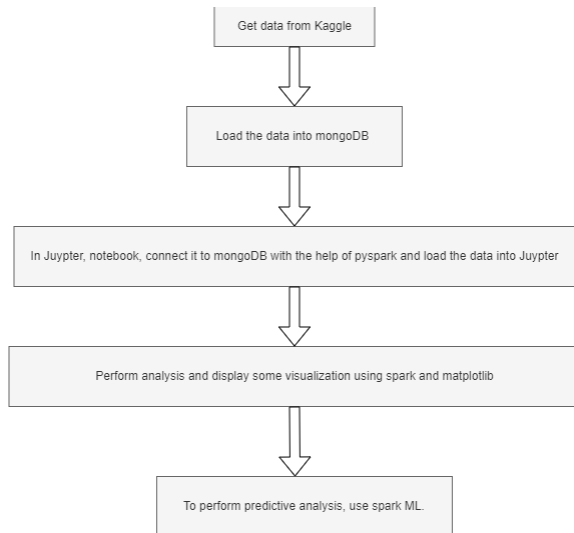 Get data from Kaggle
Load the data into mongoDB
In Juypter, notebook, connect it to mongoDB with the help of pyspark and load the data into Juypter
Perform analysis and display some visualization using spark and matplotlib
To perform predictive analysis, use spark ML.